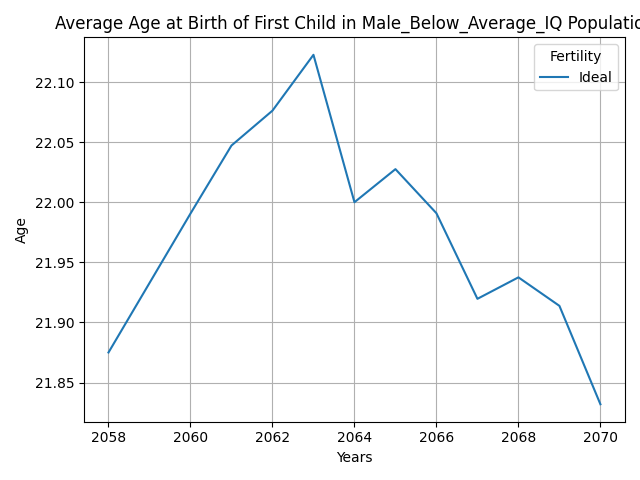 Average Age at Birth of First Child in Male_Below_Average_IQ Populatio
Fertility
Ideal
22.10
22.05
22.00
21.95
21.90
21.85
Age
2058 2060 2062 2064 2066 2068 2070
Years